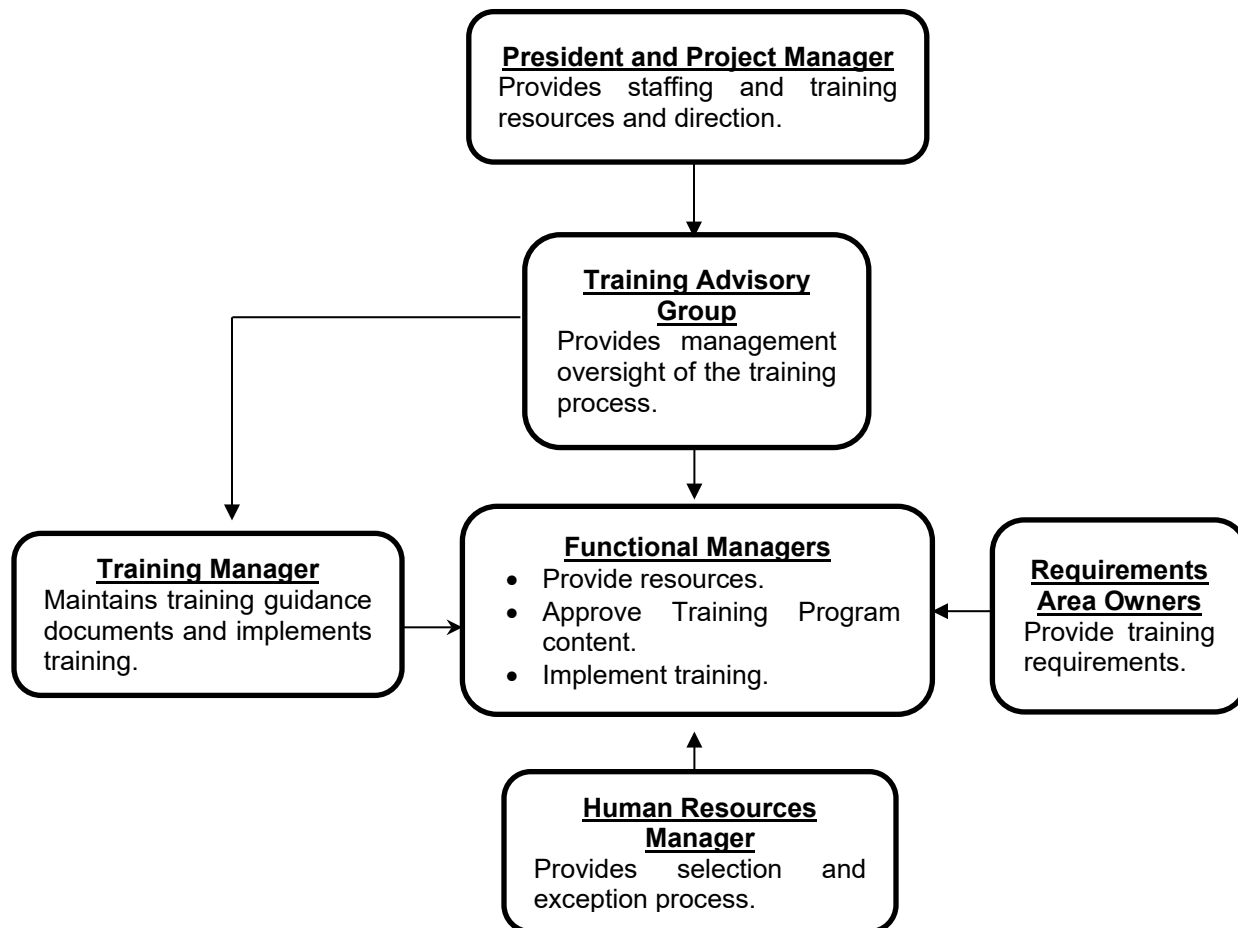 President and Project Manager
Provides staffing and training
resources and direction.
Training Advisory
Group
Provides management
oversight of the training
process.
Training Manager
Maintains training guidance
documents and implements
training.
Functional Managers
• Provide resources.
• Approve Training Program
content.
• Implement training.
Requirements
Area Owners
Provide training
requirements.
Human Resources
Manager
Provides selection and
exception process.